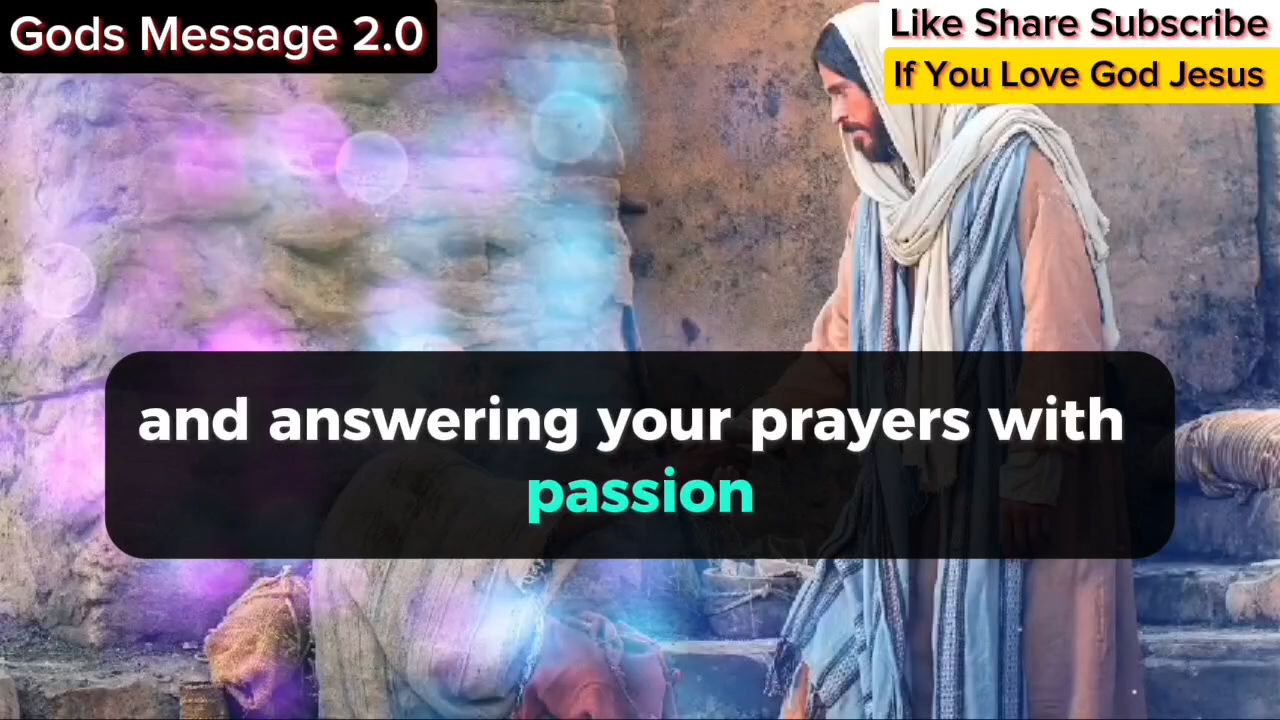 Gods Message 2.0
Like Share Subscribe
If You Love God Jesus
and answering your prayers with
passion